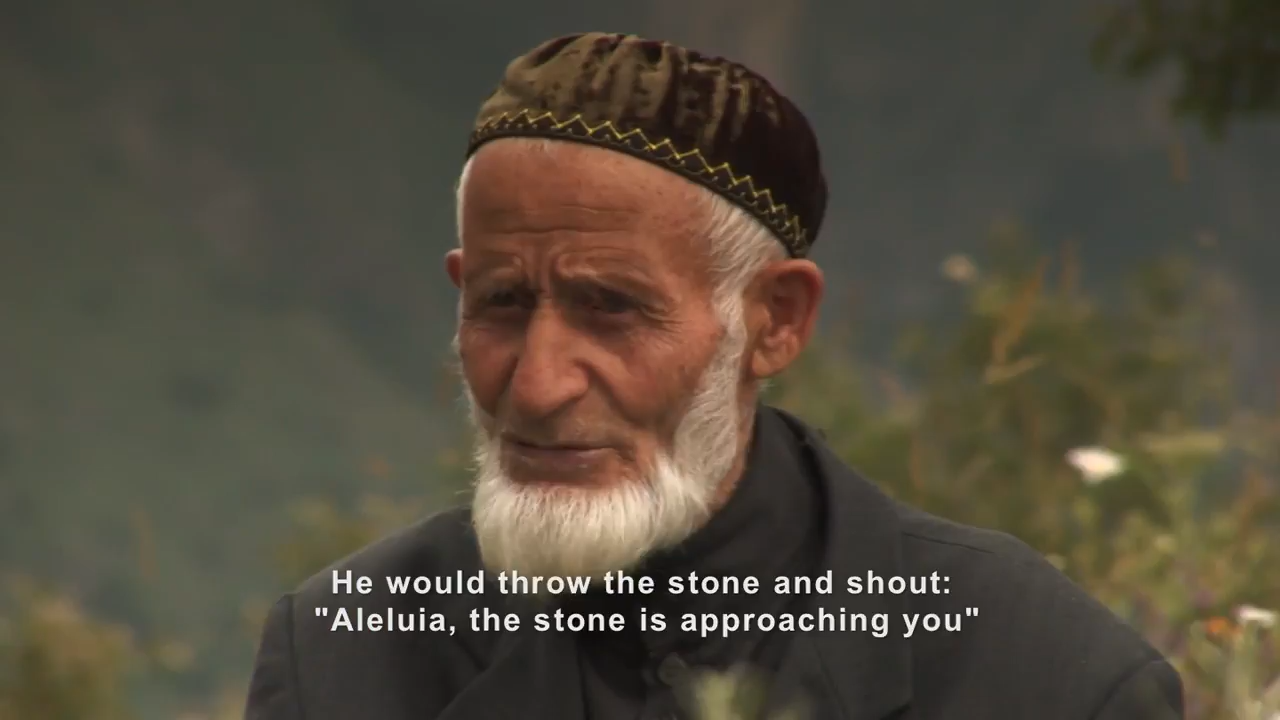 He would throw the stone and shout:
"Aleluia, the stone is approaching you"